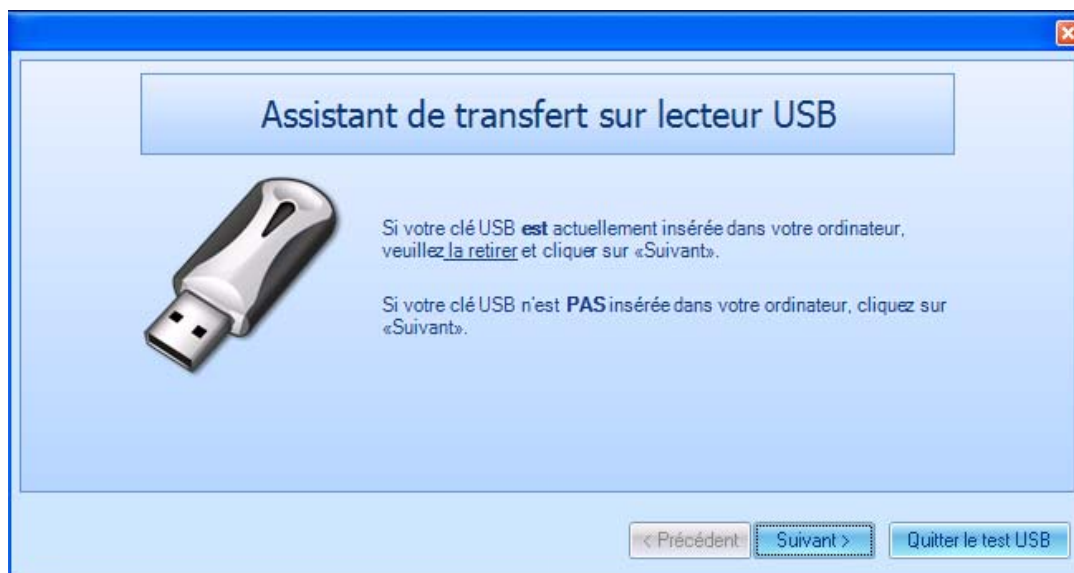 Assistant de transfert sur lecteur USB
Si votre clé USB est actuellement insérée dans votre ordinateur,
veuillez la retirer et cliquer sur «Suivant».
Si votre clé USB n'est PAS insérée dans votre ordinateur, cliquez sur
«Suivant».
< Précédent Suivant > Quitter le test USB